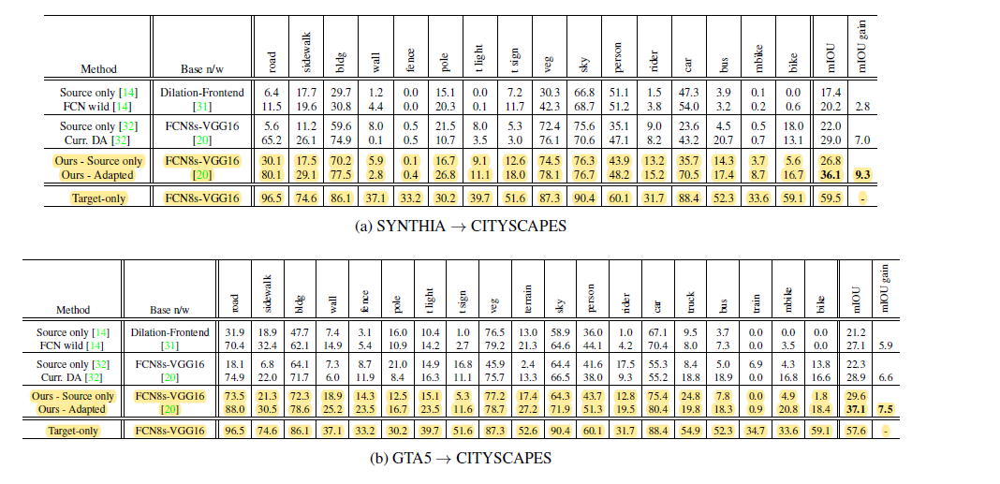 Method Base n/w road sidewalk bldg wall fence pole t light t sign veg sky person rider car bus mbike bike mIOU mIOU gain
Source only [14] Dilation-Frontend 6.4 17.7 29.7 1.2 0.0 15.1 0.0 7.2 30.3 66.8 51.1 1.5 47.3 3.9 0.1 0.0 17.4
FCN wild [14] [31] 11.5 19.6 30.8 4.4 0.0 20.3 0.1 11.7 42.3 68.7 51.2 3.8 54.0 3.2 0.2 0.6 20.2 2.8
Source only [32] FCN8s-VGG16 5.6 11.2 59.6 8.0 0.5 21.5 8.0 5.3 72.4 75.6 35.1 9.0 23.6 4.5 0.5 18.0 22.0
Curr. DA [32] [20] 65.2 26.1 74.9 0.1 0.5 10.7 3.5 3.0 76.1 70.6 47.1 8.2 43.2 20.7 0.7 13.1 29.0 7.0
Ours - Source only FCN8s-VGG16 30.1 17.5 70.2 5.9 0.1 16.7 9.1 12.6 74.5 76.3 43.9 13.2 35.7 14.3 3.7 5.6 26.8
Ours - Adapted [20] 80.1 29.1 77.5 2.8 0.4 26.8 11.1 18.0 78.1 76.7 48.2 15.2 70.5 17.4 8.7 16.7 36.1 9.3
Target-only FCN8s-VGG16 96.5 74.6 86.1 37.1 33.2 30.2 39.7 51.6 87.3 90.4 60.1 31.7 88.4 52.3 33.6 59.1 59.5 -
(a) SYNTHIA → CITYSCAPES
Method Base n/w road sidewalk bldg wall fence pole t light t sign veg terrain sky person rider car truck bus train mbike bike mIOU mIOU gain
Source only [14] Dilation-Frontend 31.9 18.9 47.7 7.4 3.1 16.0 10.4 1.0 76.5 13.0 58.9 36.0 1.0 67.1 9.5 3.7 0.0 0.0 0.0 21.2
FCN wild [14] [31] 70.4 32.4 62.1 14.9 5.4 10.9 14.2 2.7 79.2 21.3 64.6 44.1 4.2 70.4 8.0 7.3 0.0 3.5 0.0 27.1 5.9
Source only [32] FCN8s-VGG16 18.1 6.8 64.1 7.3 8.7 21.0 14.9 16.8 45.9 2.4 64.4 41.6 17.5 55.3 8.4 5.0 6.9 4.3 13.8 22.3
Curr. DA [32] [20] 74.9 22.0 71.7 6.0 11.9 8.4 16.3 11.1 75.7 13.3 66.5 38.0 9.3 55.2 18.8 18.9 0.0 16.8 16.6 28.9 6.6
Ours - Source only FCN8s-VGG16 73.5 21.3 72.3 18.9 14.3 12.5 15.1 5.3 77.2 17.4 64.3 43.7 12.8 75.4 24.8 7.8 0.0 4.9 1.8 29.6
Ours - Adapted [20] 88.0 30.5 78.6 25.2 23.5 16.7 23.5 11.6 78.7 27.2 71.9 51.3 19.5 80.4 19.8 18.3 0.9 20.8 18.4 37.1 7.5
Target-only FCN8s-VGG16 96.5 74.6 86.1 37.1 33.2 30.2 39.7 51.6 87.3 52.6 90.4 60.1 31.7 88.4 54.9 52.3 34.7 33.6 59.1 57.6 -
(b) GTA5 → CITYSCAPES